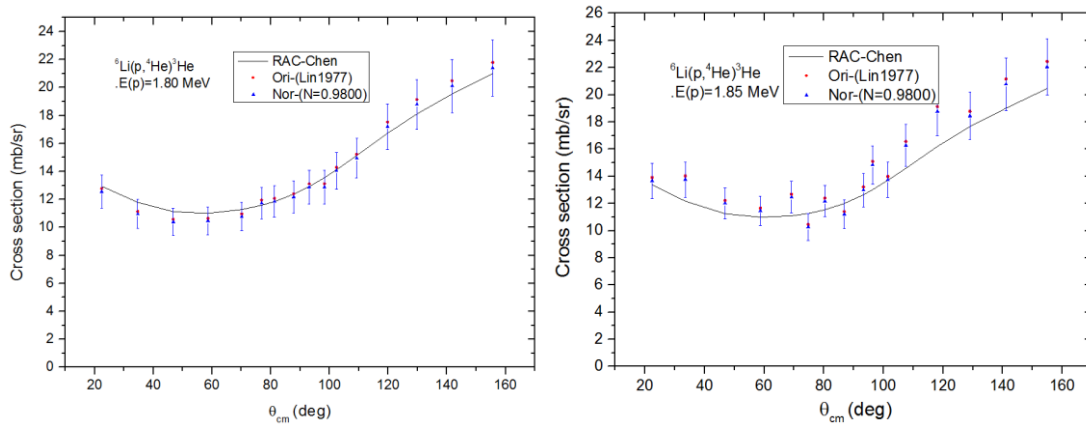 24
22
20
18
16
14
12
10
8
6
4
2
0
Cross section (mb/sr)
⁶Li(p,⁴He)³He
.E(p)=1.80 MeV
RAC-Chen
Ori-(Lin1977)
Nor-(N=0.9800)
20 40 60 80 100 120 140 160
θcm (deg)
26
24
22
20
18
16
14
12
10
8
6
4
2
0
Cross section (mb/sr)
⁶Li(p,⁴He)³He
.E(p)=1.85 MeV
RAC-Chen
Ori-(Lin1977)
Nor-(N=0.9800)
20 40 60 80 100 120 140 160
θcm (deg)